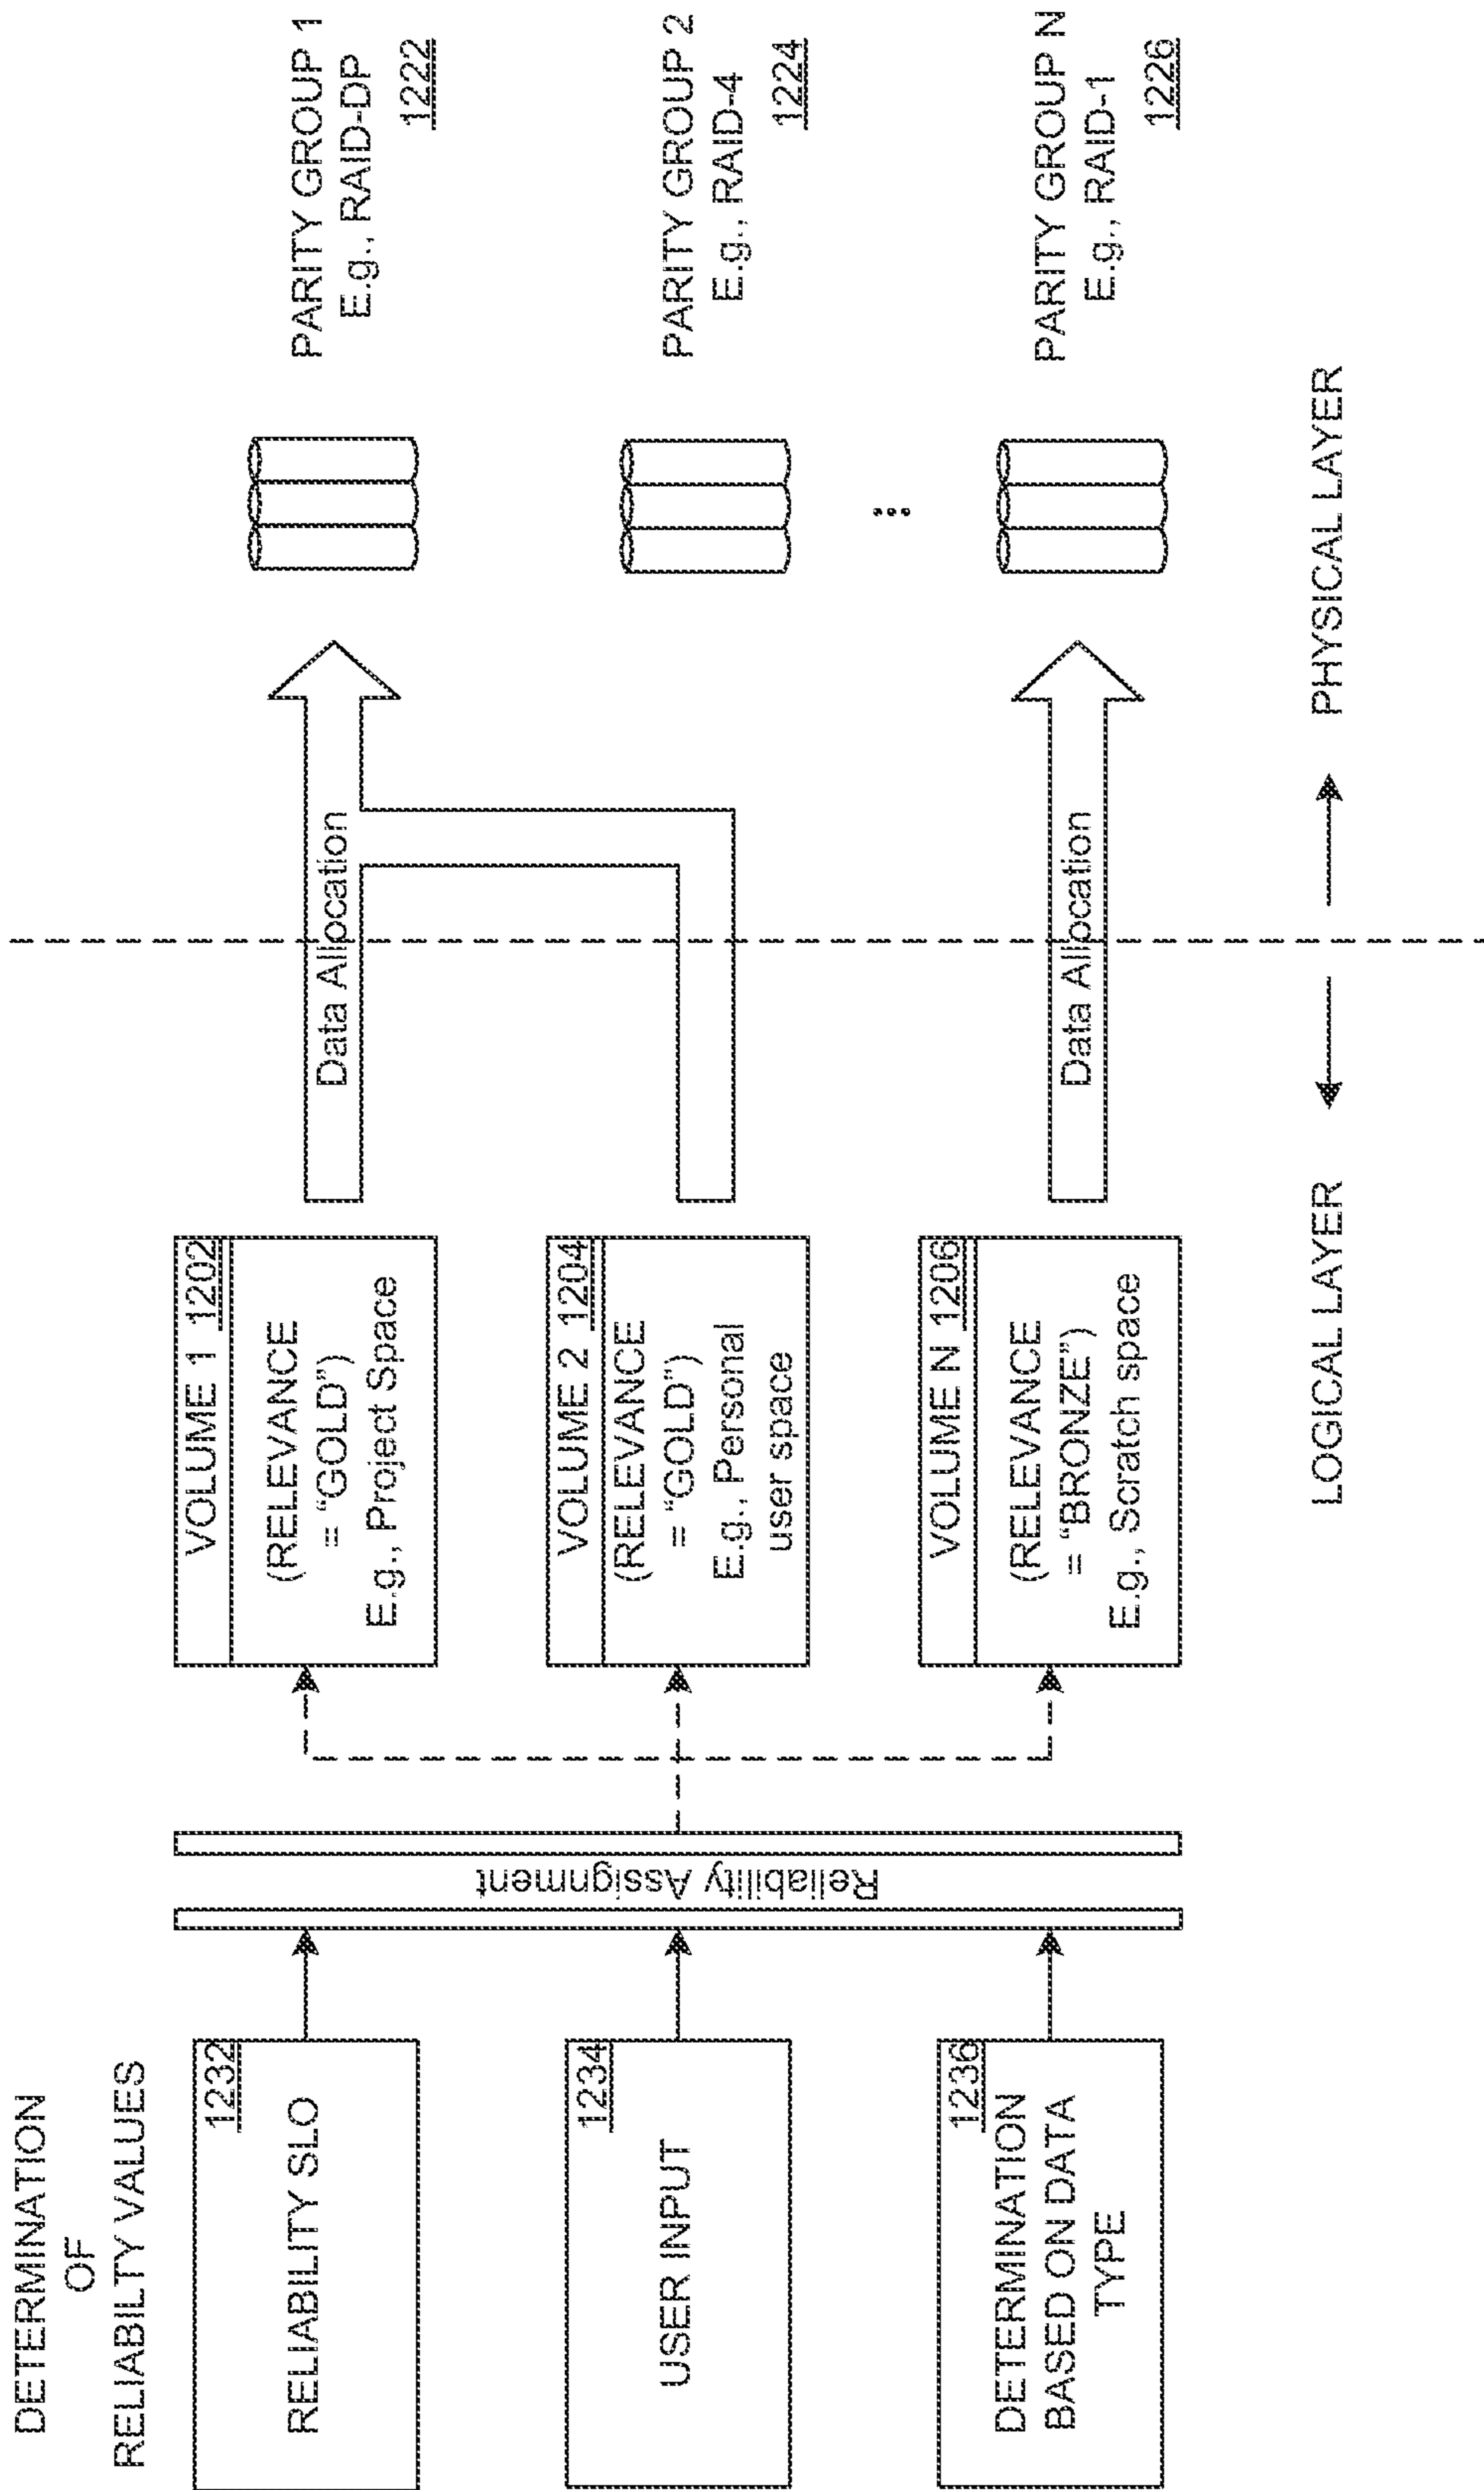 DETERMINATION
OF
RELIABILTY VALUES
1232
RELIABILITY SLO
1234
USER INPUT
1236
DETERMINATION
BASED ON DATA
TYPE
Reliability Assignment
VOLUME 1 1202
(RELEVANCE
= “GOLD”)
E.g., Project Space
VOLUME 2 1204
(RELEVANCE
= “GOLD”)
E.g., Personal
user space
VOLUME N 1206
(RELEVANCE
= “BRONZE”)
E.g., Scratch space
Data Allocation
Data Allocation
PARITY GROUP 1
E.g., RAID-DP
1222
PARITY GROUP 2
E.g., RAID-4
1224
...
PARITY GROUP N
E.g., RAID-1
1226
LOGICAL LAYER
PHYSICAL LAYER